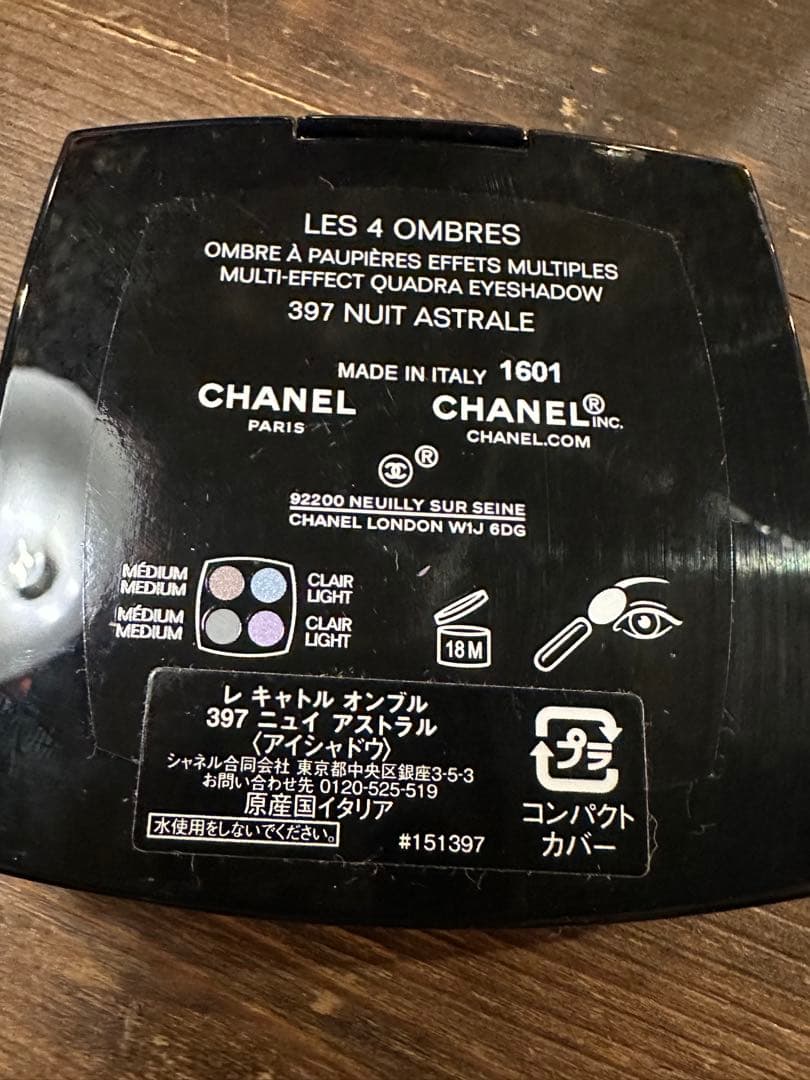 LES 4 OMBRES
OMBRE À PAUPIÈRES EFFETS MULTIPLES
MULTI-EFFECT QUADRA EYESHADOW
397 NUIT ASTRALE
MADE IN ITALY 1601
CHANEL
PARIS
CHANEL® INC.
CHANEL.COM
®
92200 NEUILLY SUR SEINE
CHANEL LONDON W1J 6DG
MÉDIUM
MEDIUM
CLAIR
LIGHT
MÉDIUM
MEDIUM
CLAIR
LIGHT
18 M
レ キャトル オンブル
397 ニュイ アストラル
〈アイシャドウ〉
シャネル合同会社 東京都中央区銀座3-5-3
お問い合わせ先 0120-525-519
原産国イタリア
水使用をしないでください。
#151397
プラ
コンパクト
カバー